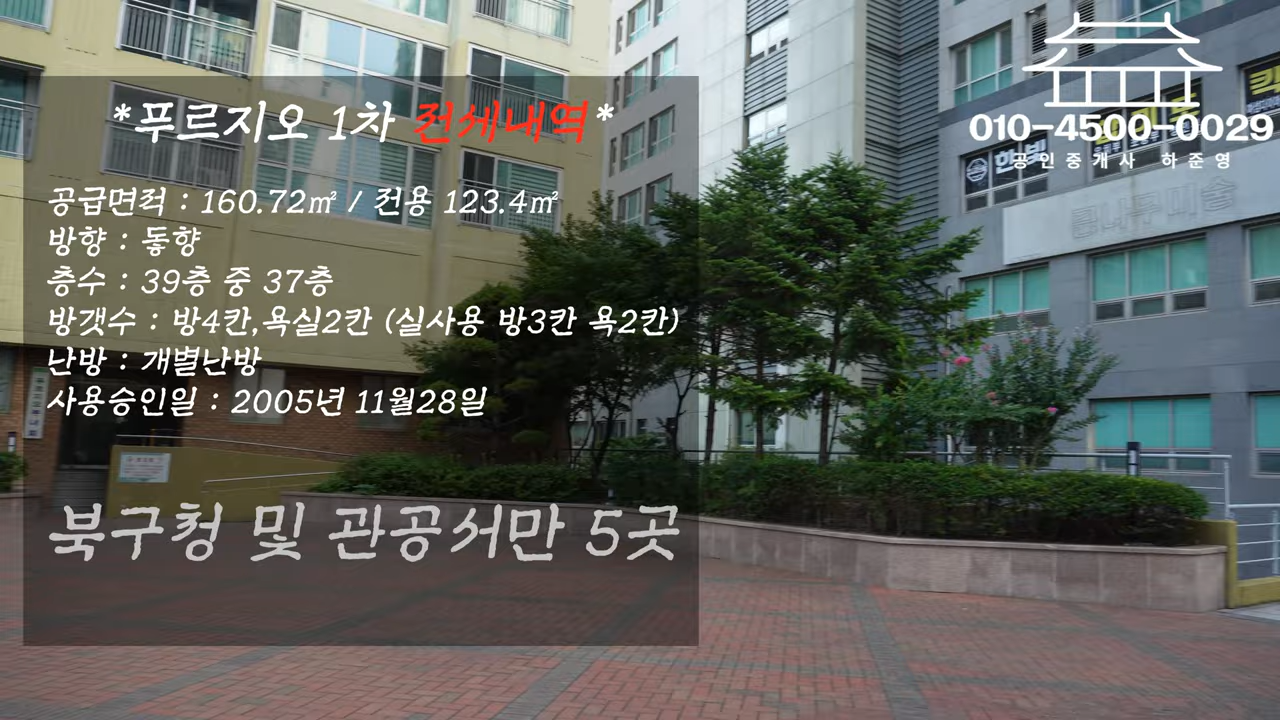 *푸르지오 1차 전세내역*
공급면적 : 160.72㎡ / 전용 123.4㎡
방향 : 동향
층수 : 39층 중 37층
방갯수 : 방4칸,욕실2칸 (실사용 방3칸 욕2칸)
난방 : 개별난방
사용승인일 : 2005년 11월28일
북구청 및 관공서만 5곳
010-4500-0029
공인중개사 하준영
한빛